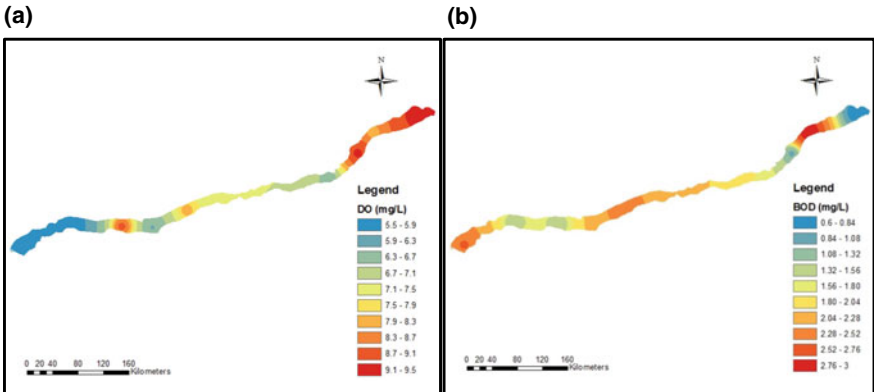 (a)
N
Legend
DO (mg/L)
5.5 - 5.9
5.9 - 6.3
6.3 - 6.7
6.7 - 7.1
7.1 - 7.5
7.5 - 7.9
7.9 - 8.3
8.3 - 8.7
8.7 - 9.1
9.1 - 9.5
0 20 40 80 120 160
Kilometers
(b)
N
Legend
BOD (mg/L)
0.6 - 0.84
0.84 - 1.08
1.08 - 1.32
1.32 - 1.56
1.56 - 1.80
1.80 - 2.04
2.04 - 2.28
2.28 - 2.52
2.52 - 2.76
2.76 - 3
0 20 40 80 120 160
Kilometers